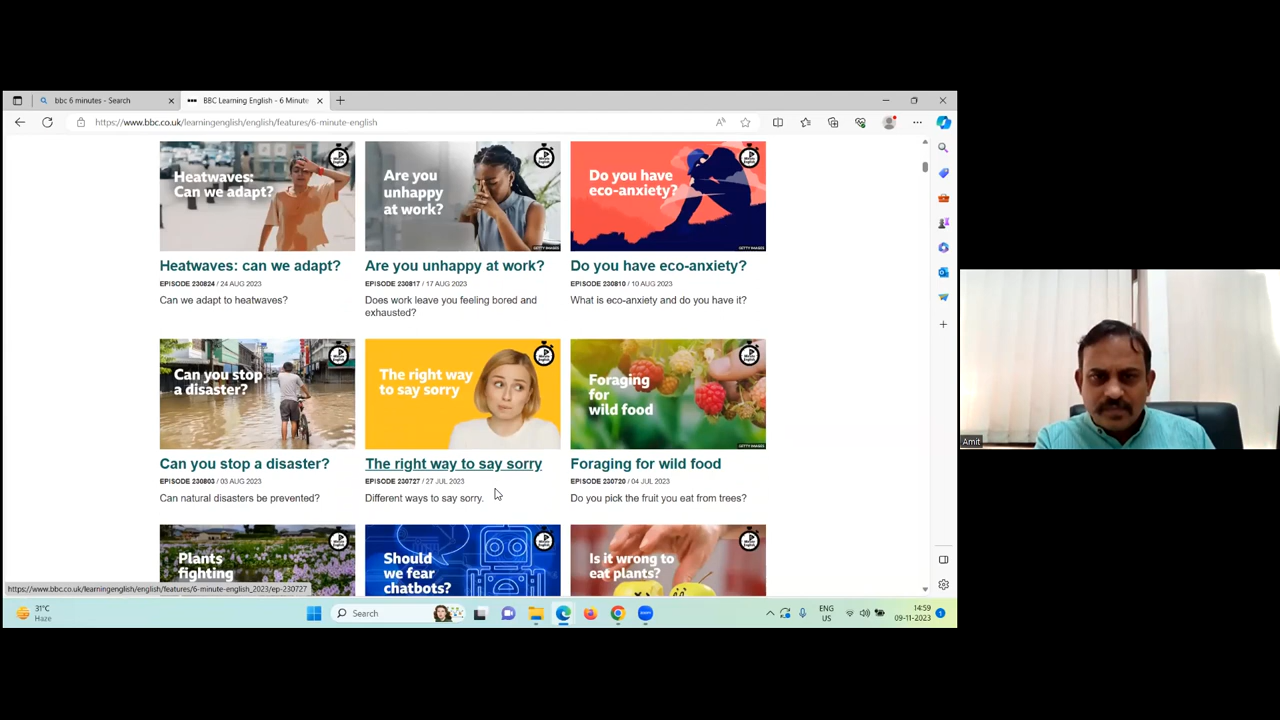 bbc 6 minutes - Search
BBC Learning English - 6 Minute
https://www.bbc.co.uk/learningenglish/english/features/6-minute-english
Heatwaves:
Can we adapt?
Are you
unhappy
at work?
GETTY IMAGES
Do you have
eco-anxiety?
GETTY IMAGES
Heatwaves: can we adapt?
Are you unhappy at work?
Do you have eco-anxiety?
EPISODE 230824 / 24 AUG 2023
EPISODE 230817 / 17 AUG 2023
EPISODE 230810 / 10 AUG 2023
Can we adapt to heatwaves?
Does work leave you feeling bored and
exhausted?
What is eco-anxiety and do you have it?
Can you stop
a disaster?
The right way
to say sorry
Foraging
for
wild food
GETTY IMAGES
Can you stop a disaster?
The right way to say sorry
Foraging for wild food
EPISODE 230803 / 03 AUG 2023
EPISODE 230727 / 27 JUL 2023
EPISODE 230720 / 04 JUL 2023
Can natural disasters be prevented?
Different ways to say sorry.
Do you pick the fruit you eat from trees?
Plants
fighting
Should
we fear
chatbots?
Is it wrong to
eat plants?
https://www.bbc.co.uk/learningenglish/english/features/6-minute-english_2023/ep-230727
31°C
Haze
Search
ENG
US
14:59
09-11-2023
Amit